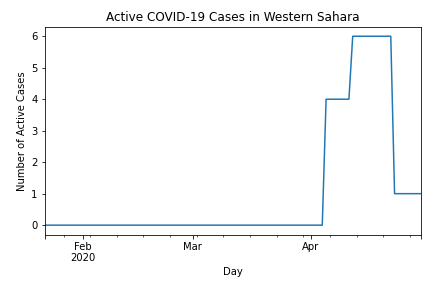 Active COVID-19 Cases in Western Sahara
6
5
4
3
2
1
0
Number of Active Cases
Feb
2020
Mar
Apr
Day